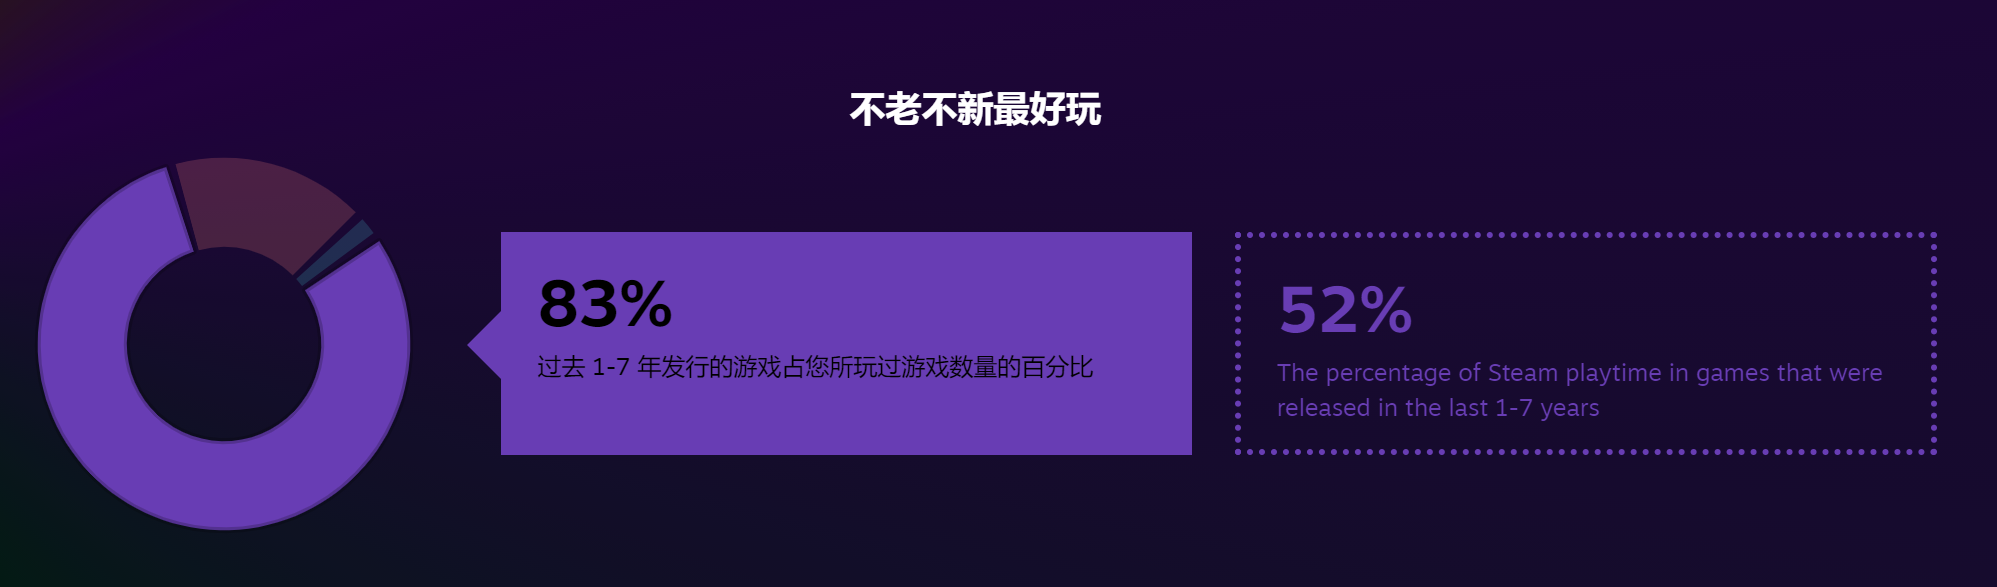 不老不新最好玩
83%
过去 1-7 年发行的游戏占您所玩过游戏数量的百分比
52%
The percentage of Steam playtime in games that were
released in the last 1-7 years